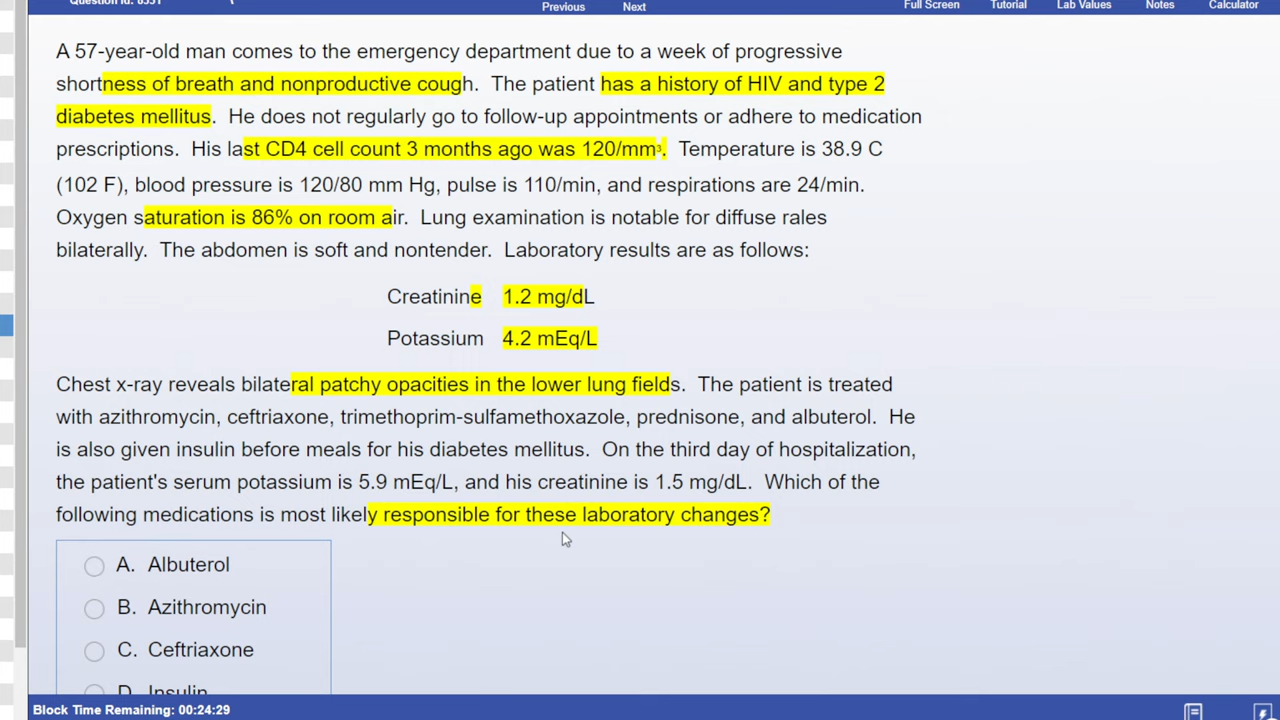 Previous Next Full Screen Tutorial Lab Values Notes Calculator
A 57-year-old man comes to the emergency department due to a week of progressive
shortness of breath and nonproductive cough. The patient has a history of HIV and type 2
diabetes mellitus. He does not regularly go to follow-up appointments or adhere to medication
prescriptions. His last CD4 cell count 3 months ago was 120/mm³. Temperature is 38.9 C
(102 F), blood pressure is 120/80 mm Hg, pulse is 110/min, and respirations are 24/min.
Oxygen saturation is 86% on room air. Lung examination is notable for diffuse rales
bilaterally. The abdomen is soft and nontender. Laboratory results are as follows:
Creatinine 1.2 mg/dL
Potassium 4.2 mEq/L
Chest x-ray reveals bilateral patchy opacities in the lower lung fields. The patient is treated
with azithromycin, ceftriaxone, trimethoprim-sulfamethoxazole, prednisone, and albuterol. He
is also given insulin before meals for his diabetes mellitus. On the third day of hospitalization,
the patient's serum potassium is 5.9 mEq/L, and his creatinine is 1.5 mg/dL. Which of the
following medications is most likely responsible for these laboratory changes?
A. Albuterol
B. Azithromycin
C. Ceftriaxone
D. Insulin
Block Time Remaining: 00:24:29